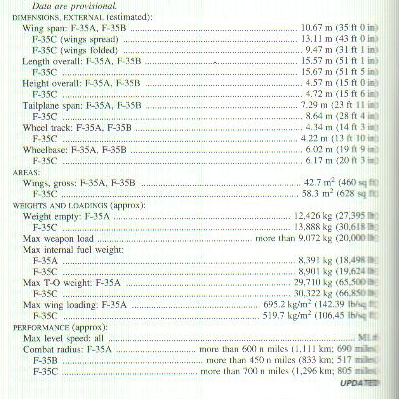 Data are provisional.
DIMENSIONS, EXTERNAL (estimated):
Wing span: F-35A, F-35B ... 10.67 m (35 ft 0 in)
F-35C (wings spread) ... 13.11 m (43 ft 0 in)
F-35C (wings folded) ... 9.47 m (31 ft 1 in)
Length overall: F-35A, F-35B ... 15.57 m (51 ft 1 in)
F-35C ... 15.67 m (51 ft 5 in)
Height overall: F-35A, F-35B ... 4.57 m (15 ft 0 in)
F-35C ... 4.72 m (15 ft 6 in)
Tailplane span: F-35A, F-35B ... 7.29 m (23 ft 11 in)
F-35C ... 8.64 m (28 ft 4 in)
Wheel track: F-35A, F-35B ... 4.34 m (14 ft 3 in)
F-35C ... 4.22 m (13 ft 10 in)
Wheelbase: F-35A, F-35B ... 6.02 m (19 ft 9 in)
F-35C ... 6.17 m (20 ft 3 in)
AREAS:
Wings, gross: F-35A, F-35B ... 42.7 m² (460 sq ft)
F-35C ... 58.3 m² (628 sq ft)
WEIGHTS AND LOADINGS (approx):
Weight empty: F-35A ... 12,426 kg (27,395 lb)
F-35C ... 13,888 kg (30,618 lb)
Max weapon load ... more than 9,072 kg (20,000 lb)
Max internal fuel weight:
F-35A ... 8,391 kg (18,498 lb)
F-35C ... 8,901 kg (19,624 lb)
Max T-O weight: F-35A ... 29,710 kg (65,500 lb)
F-35C ... 30,322 kg (66,850 lb)
Max wing loading: F-35A ... 695.2 kg/m² (142.39 lb/sq ft)
F-35C ... 519.7 kg/m² (106.45 lb/sq ft)
PERFORMANCE (approx):
Max level speed: all ...
Combat radius: F-35A ... more than 600 n miles (1,111 km; 690 miles)
F-35B ... more than 450 n miles (833 km; 517 miles)
F-35C ... more than 700 n miles (1,296 km; 805 miles)
UPDATED